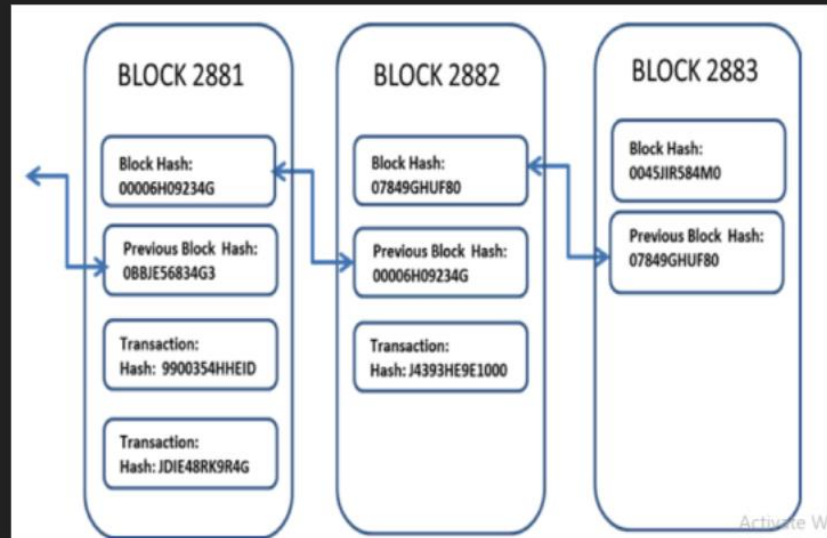 BLOCK 2881
Block Hash:
00006H09234G
Previous Block Hash:
0BBJE56834G3
Transaction:
Hash: 9900354HHEID
Transaction:
Hash: JDIE48RK9R4G
BLOCK 2882
Block Hash:
07849GHUF80
Previous Block Hash:
00006H09234G
Transaction:
Hash: J4393HE9E1000
BLOCK 2883
Block Hash:
0045JIR584M0
Previous Block Hash:
07849GHUF80
Activate W